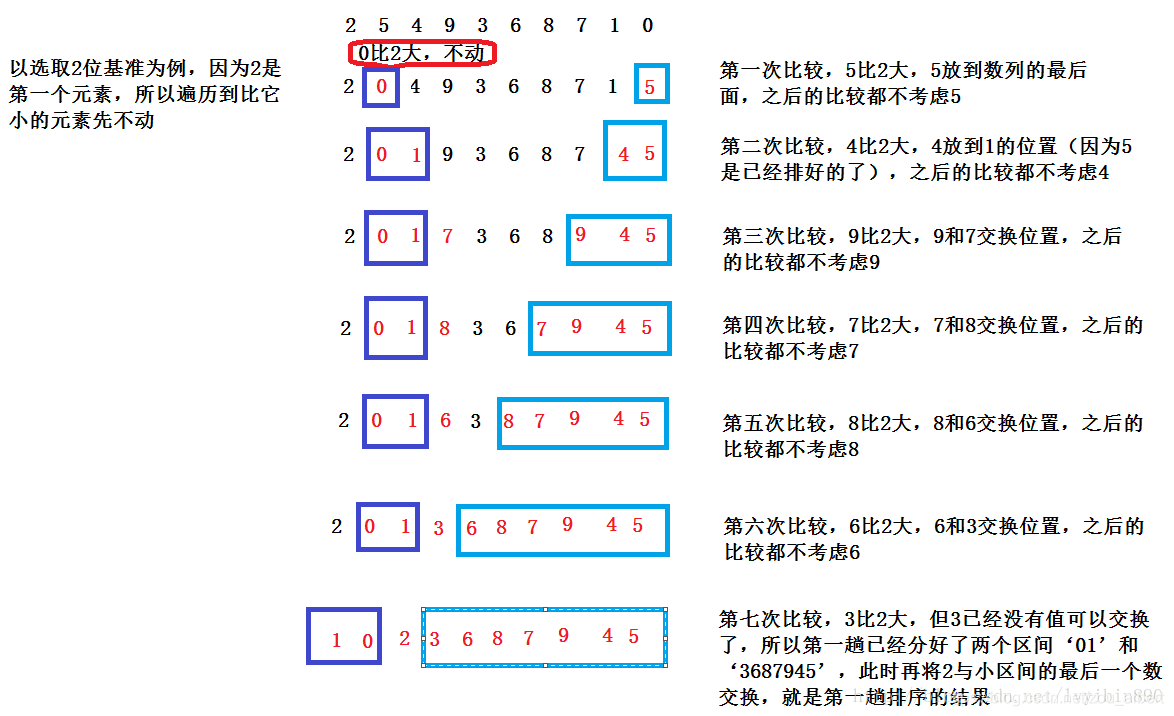 2 5 4 9 3 6 8 7 1 0
0比2大，不动
以选取2位基准为例，因为2是
第一个元素，所以遍历到比它
小的元素先不动
2 0 4 9 3 6 8 7 1 5
第一次比较，5比2大，5放到数列的最后
面，之后的比较都不考虑5
2 0 1 9 3 6 8 7 4 5
第二次比较，4比2大，4放到1的位置（因为5
是已经排好的了），之后的比较都不考虑4
2 0 1 7 3 6 8 9 4 5
第三次比较，9比2大，9和7交换位置，之后
的比较都不考虑9
2 0 1 8 3 6 7 9 4 5
第四次比较，7比2大，7和8交换位置，之后的
比较都不考虑7
2 0 1 6 3 8 7 9 4 5
第五次比较，8比2大，8和6交换位置，之后的
比较都不考虑8
2 0 1 3 6 8 7 9 4 5
第六次比较，6比2大，6和3交换位置，之后的
比较都不考虑6
1 0 2 3 6 8 7 9 4 5
第七次比较，3比2大，但3已经没有值可以交换
了，所以第一趟已经分好了两个区间‘01’和
‘3687945’，此时再将2与小区间的最后一个数
交换，就是第一趟排序的结果